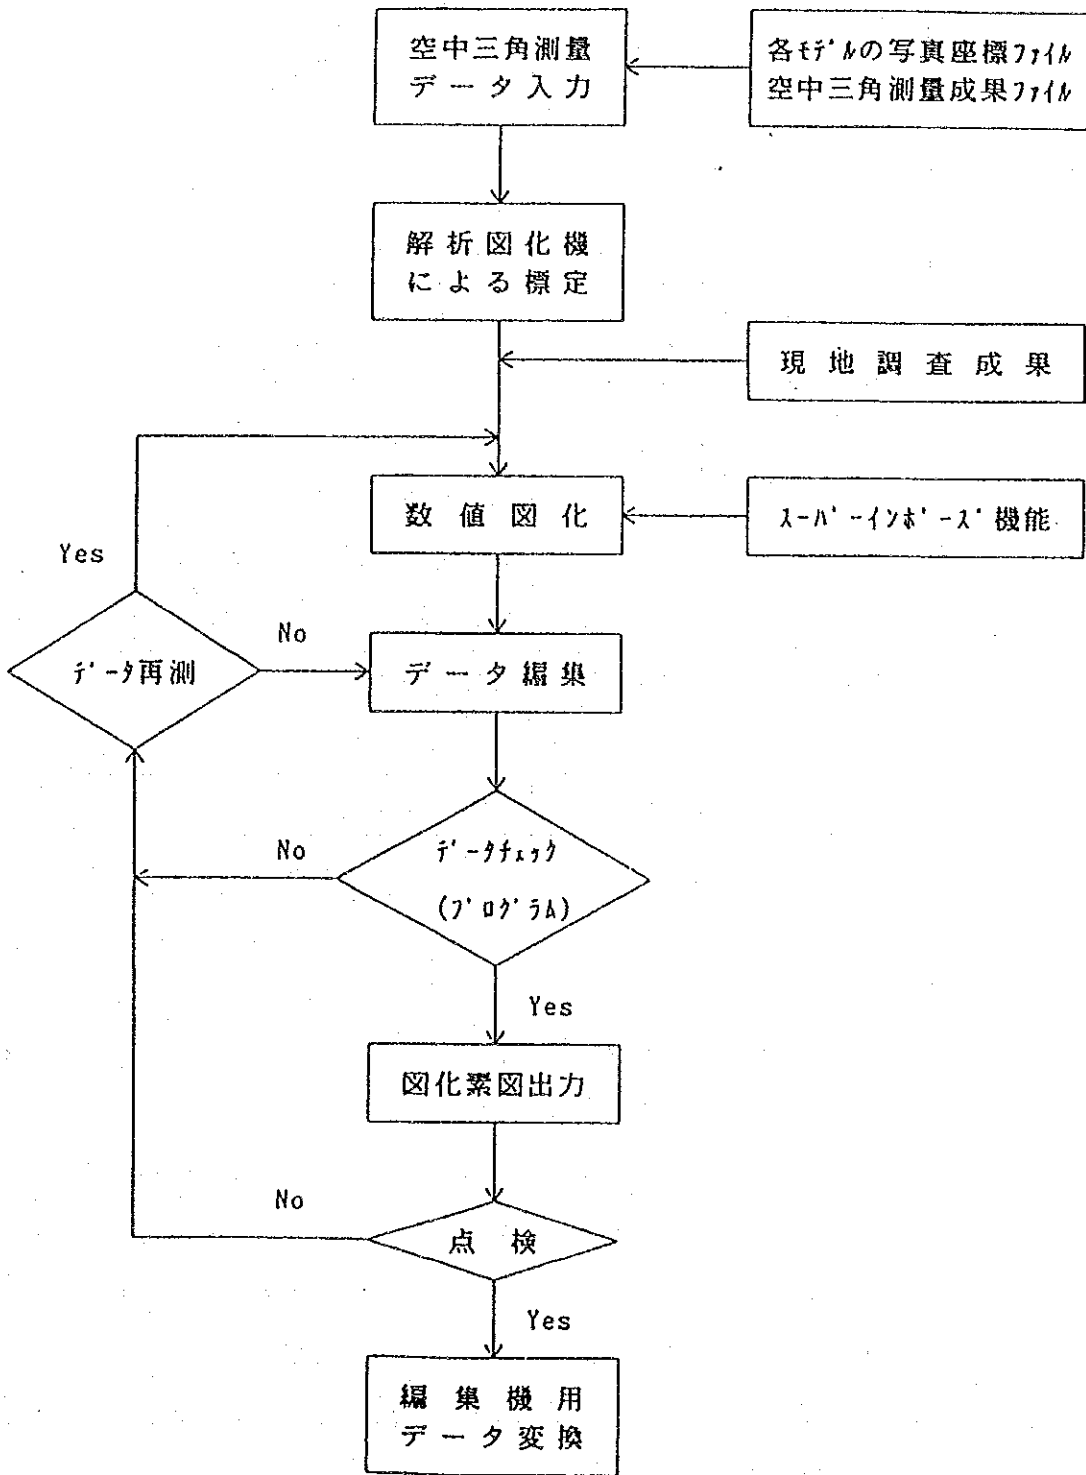 空中三角測量
データ入力
各モデルの写真座標ファイル
空中三角測量成果ファイル
解析図化機
による標定
現地調査成果
数値図化
スーパーインポーズ機能
Yes
データ再測
No
データ編集
No
データチェック
(プログラム)
Yes
図化素図出力
No
点検
Yes
編集機用
データ変換